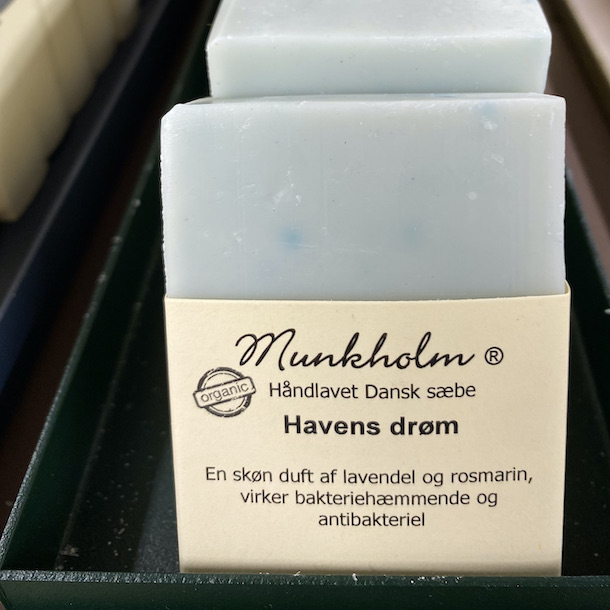 Munkholm ®
organic
Håndlavet Dansk sæbe
Havens drøm
En skøn duft af lavendel og rosmarin,
virker bakteriehæmmende og
antibakteriel